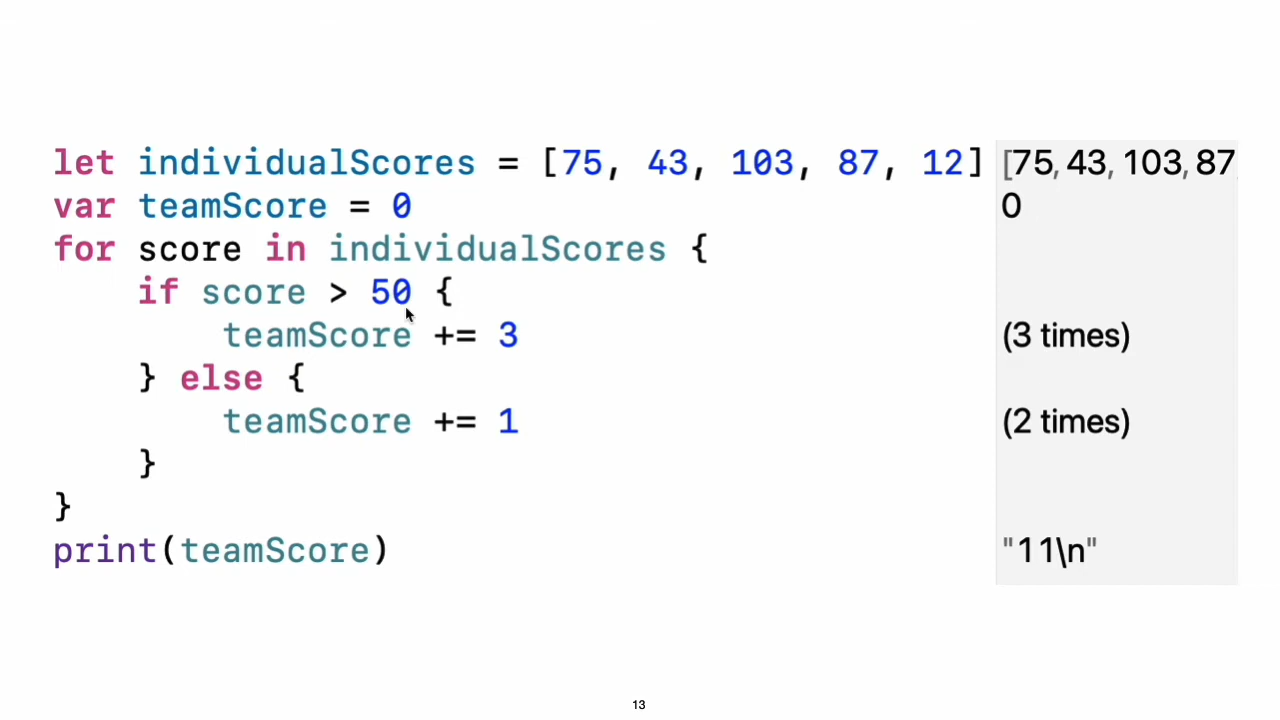 let individualScores = [75, 43, 103, 87, 12] [75, 43, 103, 87,
var teamScore = 0 0
for score in individualScores {
    if score > 50 {
        teamScore += 3 (3 times)
    } else {
        teamScore += 1 (2 times)
    }
}
print(teamScore) "11\n"
13